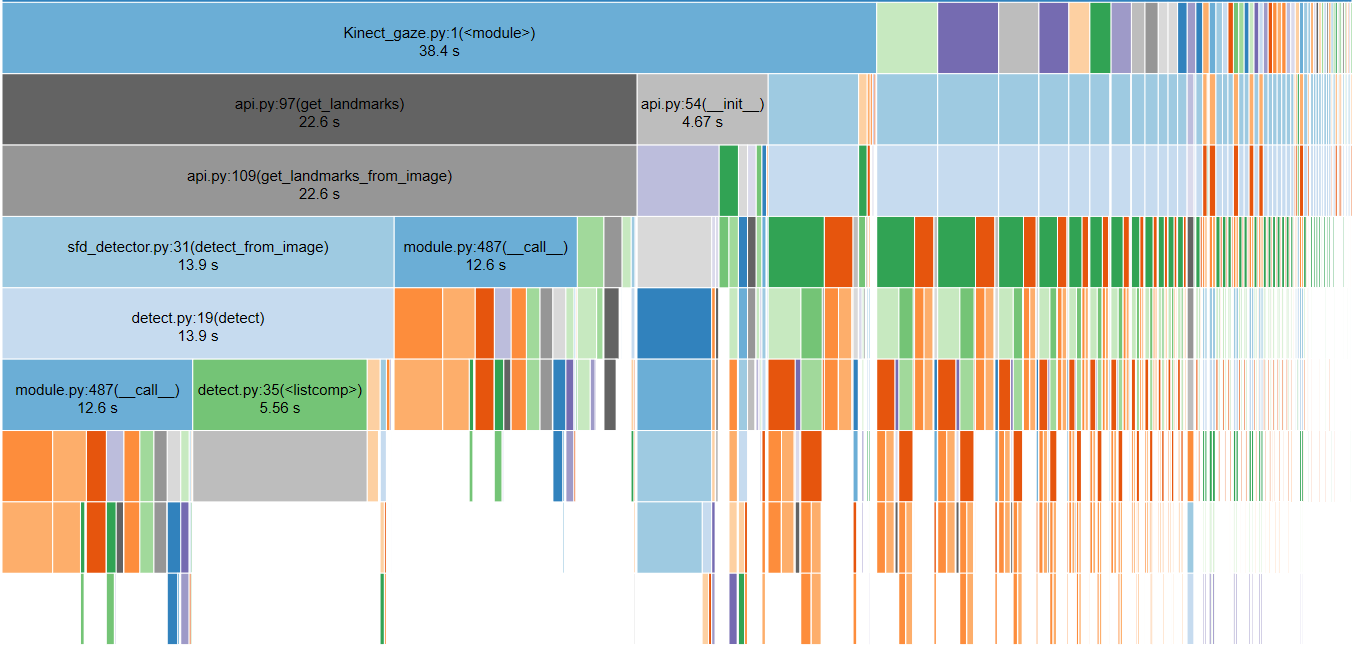 Kinect_gaze.py:1(<module>)
38.4 s
api.py:97(get_landmarks)
22.6 s
api.py:54(__init__)
4.67 s
api.py:109(get_landmarks_from_image)
22.6 s
sfd_detector.py:31(detect_from_image)
13.9 s
module.py:487(__call__)
12.6 s
detect.py:19(detect)
13.9 s
module.py:487(__call__)
12.6 s
detect.py:35(<listcomp>)
5.56 s